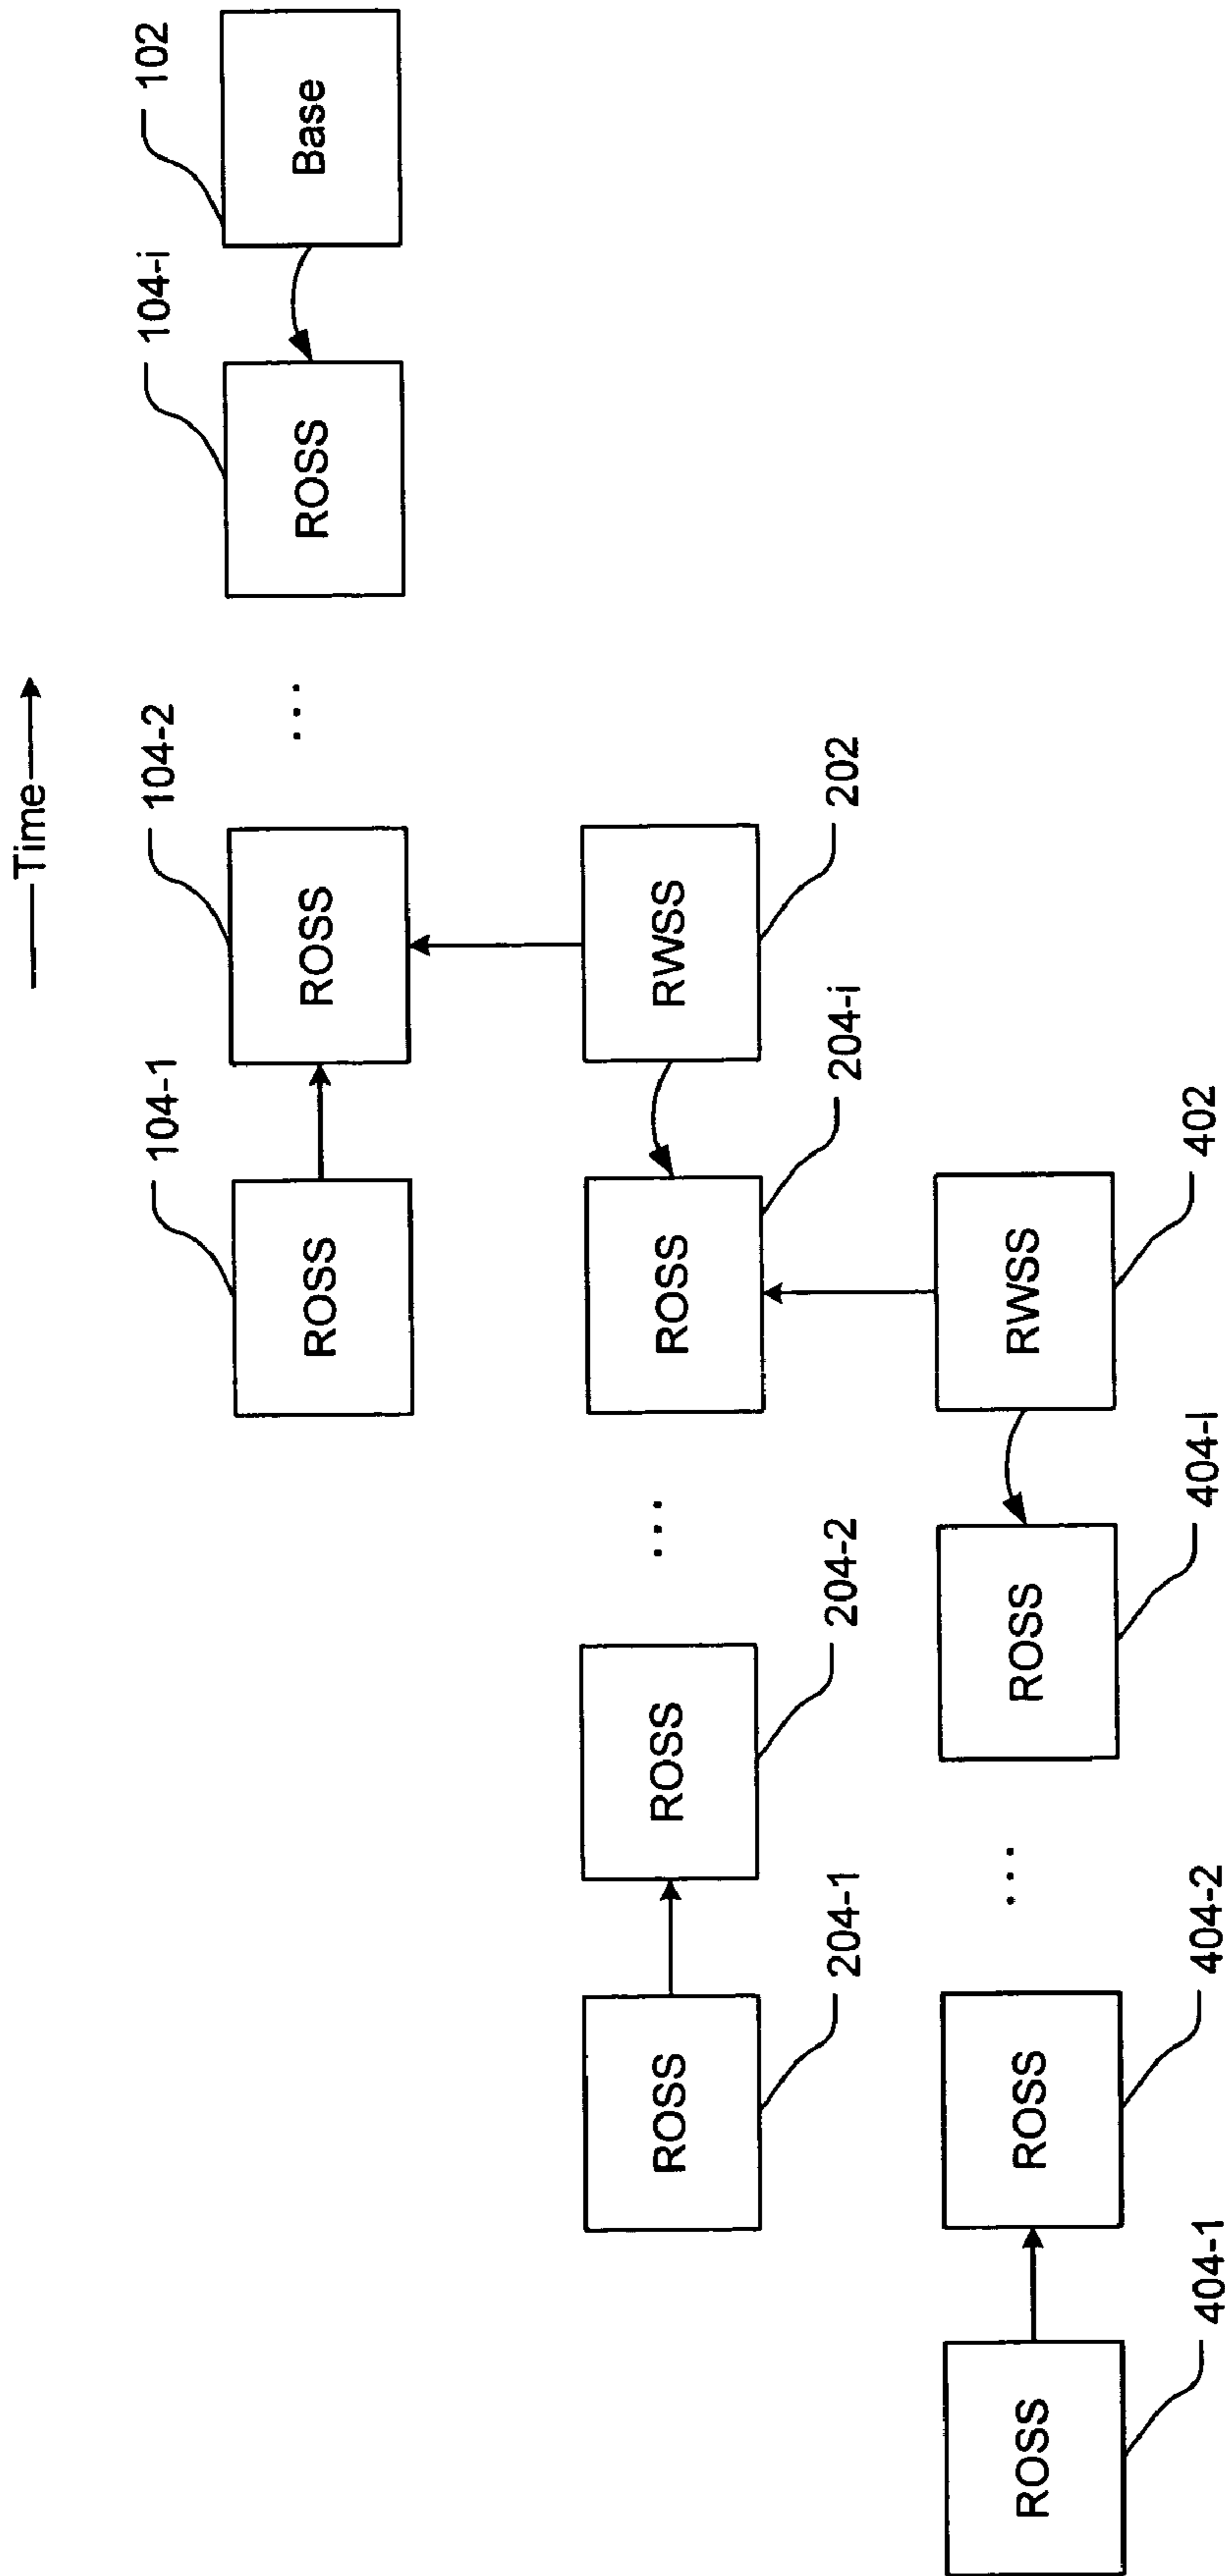 Time
104-1
104-2
104-i
102
ROSS
ROSS
...
ROSS
Base
ROSS
ROSS
...
ROSS
RWSS
204-1
204-2
204-i
202
ROSS
ROSS
...
ROSS
RWSS
404-1
404-2
404-I
402